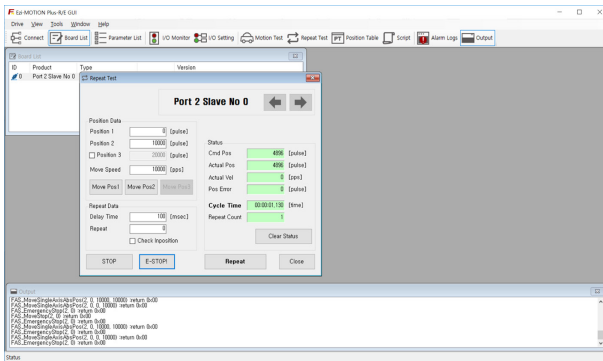 Ezi-MOTION Plus-R/E GUI
Drive View Tools Window Help
Connect Board List Parameter List I/O Monitor I/O Setting Motion Test Repeat Test PT Position Table Script Alarm Logs Output
Board List
ID Product Type Version
0 Port 2 Slave No 0
Repeat Test
Port 2 Slave No 0
Position Data
Position 1 0 [pulse]
Position 2 10000 [pulse]
Position 3 20000 [pulse]
Move Speed 10000 [pps]
Move Pos1 Move Pos2 Move Pos3
Repeat Data
Delay Time 100 [msec]
Repeat 0
Check Inposition
STOP E-STOP!
Status
Cmd Pos 4896 [pulse]
Actual Pos 4896 [pulse]
Actual Vel 0 [pps]
Pos Error 0 [pulse]
Cycle Time 00:00:01,130 [time]
Repeat Count 1
Clear Status
Repeat Close
Output
FAS_MoveSingleAxisAbsPos(2, 0, 10000, 10000) :return 0x00
FAS_MoveSingleAxisAbsPos(2, 0, 0, 10000) :return 0x00
FAS_EmergencyStop(2, 0) :return 0x00
FAS_MoveStop(2, 0) :return 0x00
FAS_EmergencyStop(2, 0) :return 0x00
FAS_MoveSingleAxisAbsPos(2, 0, 10000, 10000) :return 0x00
FAS_EmergencyStop(2, 0) :return 0x00
FAS_MoveSingleAxisAbsPos(2, 0, 0, 10000) :return 0x00
FAS_EmergencyStop(2, 0) :return 0x00
Status